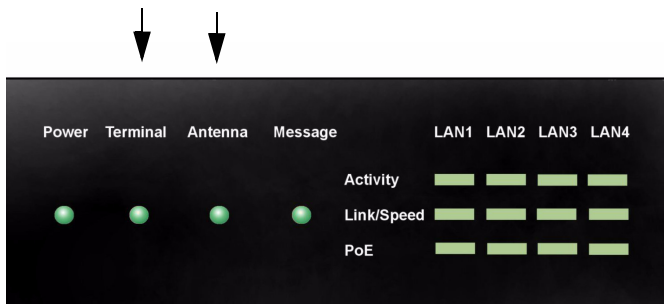 Power Terminal Antenna Message LAN1 LAN2 LAN3 LAN4
Activity
Link/Speed
PoE